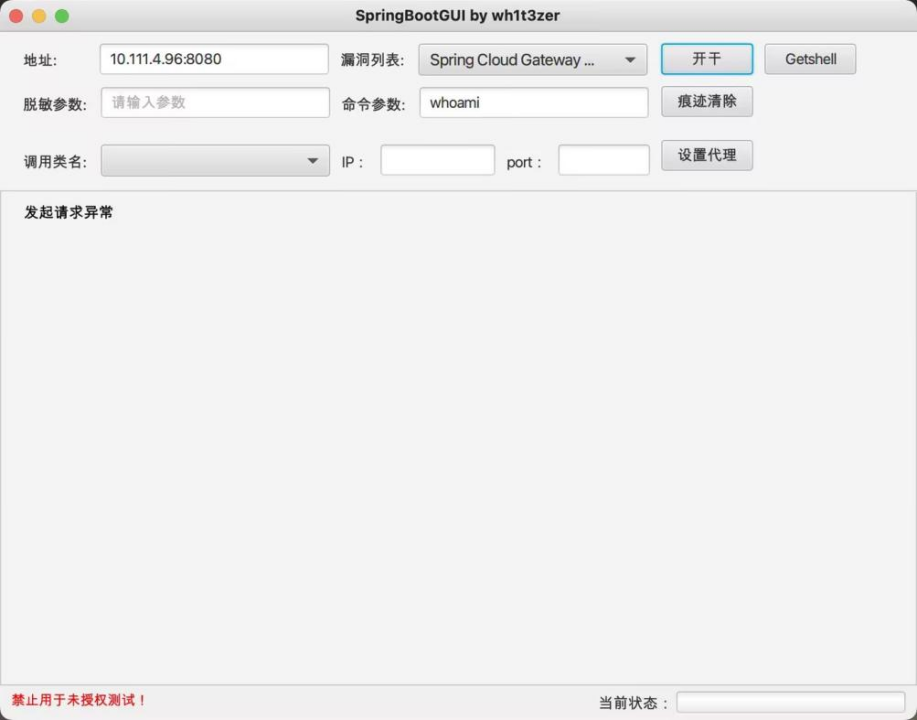 SpringBootGUI by wh1t3zer
地址: 10.111.4.96:8080 漏洞列表: Spring Cloud Gateway ... 开干 Getshell
脱敏参数: 请输入参数 命令参数: whoami 痕迹清除
调用类名: IP : port : 设置代理
发起请求异常
禁止用于未授权测试！ 当前状态：